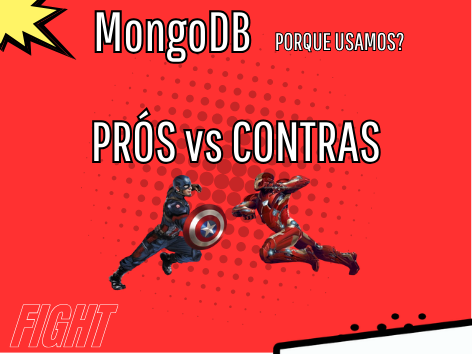 MongoDB PORQUE USAMOS?
PRÓS vs CONTRAS
FIGHT